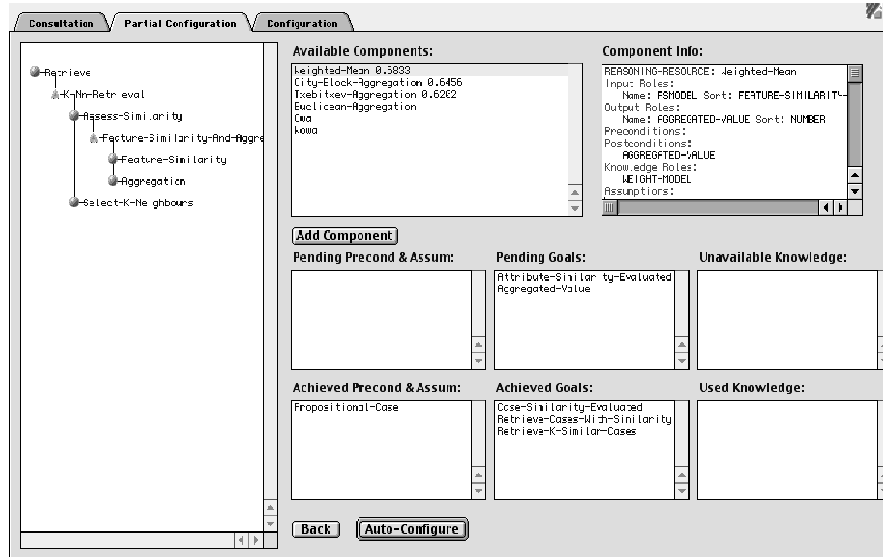 Consultation
Partial Configuration
Configuration
Retrieve
K-Nn-Retrieval
Assess-Similarity
Feature-Similarity-And-Aggre
Feature-Similarity
Aggregation
Select-K-Neighbours
Available Components:
Weighted-Mean 0.6833
City-Block-Aggregation 0.6456
Txebitxev-Aggregation 0.6262
Euclicean-Aggregation
Owa
Wowa
Add Component
Component Info:
REASONING-RESOURCE: Weighted-Mean
Input Roles:
Name: FSMODEL Sort: FEATURE-SIMILARITY-
Output Roles:
Name: AGGREGATED-VALUE Sort: NUMBER
Preconditions:
Postconditions:
AGGREGATED-VALUE
Knowledge Roles:
WEIGHT-MODEL
Assumptions:
Pending Precond & Assum:
Pending Goals:
Attribute-Similarity-Evaluated
Aggregated-Value
Unavailable Knowledge:
Achieved Precond & Assum:
Propositional-Case
Achieved Goals:
Case-Similarity-Evaluated
Retrieve-Cases-With-Similarity
Retrieve-K-Similar-Cases
Used Knowledge:
Back
Auto-Configure